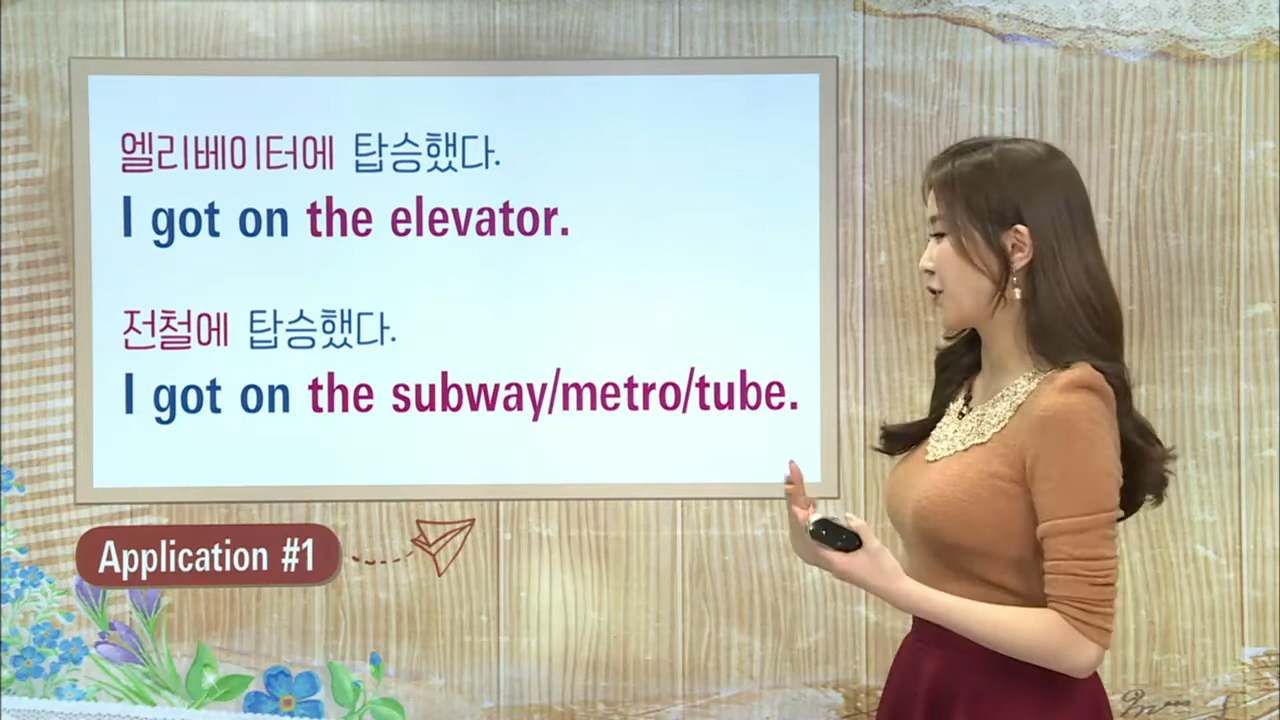 엘리베이터에 탑승했다.
I got on the elevator.
전철에 탑승했다.
I got on the subway/metro/tube.
Application #1